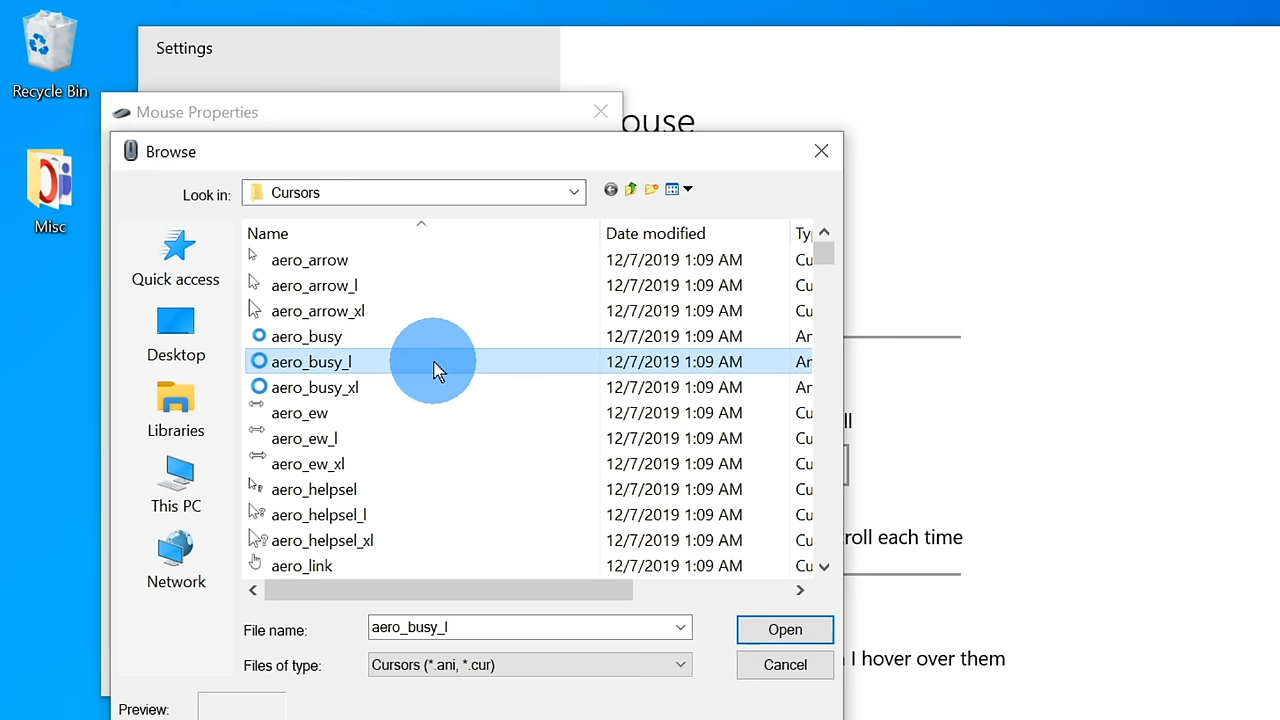 Settings
Recycle Bin
Mouse Properties
ouse
Browse
Look in:
Cursors
Misc
Quick access
Desktop
Libraries
This PC
Network
Name
Date modified
Ty
aero_arrow
12/7/2019 1:09 AM
Cu
aero_arrow_l
12/7/2019 1:09 AM
Cu
aero_arrow_xl
12/7/2019 1:09 AM
Cu
aero_busy
12/7/2019 1:09 AM
An
aero_busy_l
12/7/2019 1:09 AM
An
aero_busy_xl
12/7/2019 1:09 AM
An
aero_ew
12/7/2019 1:09 AM
Cu
aero_ew_l
12/7/2019 1:09 AM
Cu
aero_ew_xl
12/7/2019 1:09 AM
Cu
aero_helpsel
12/7/2019 1:09 AM
Cu
aero_helpsel_l
12/7/2019 1:09 AM
Cu
aero_helpsel_xl
12/7/2019 1:09 AM
Cu
aero_link
12/7/2019 1:09 AM
Cu
ll
roll each time
I hover over them
File name:
aero_busy_l
Open
Files of type:
Cursors (*.ani, *.cur)
Cancel
Preview: